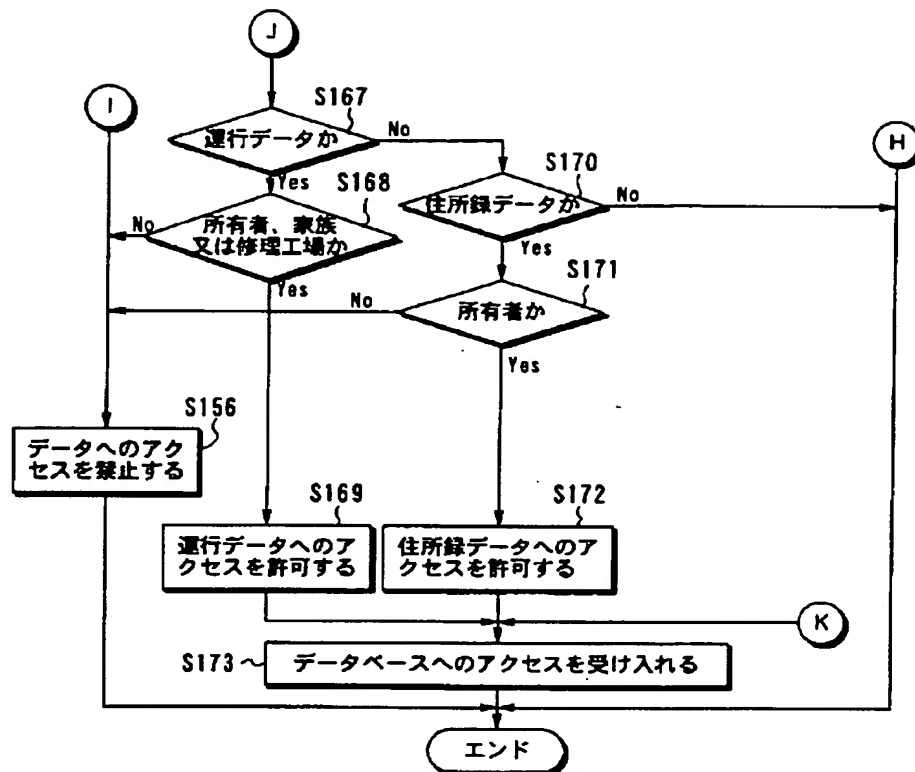 J
I
S167
運行データか
No
H
S170
Yes
S168
住所録データか
No
所有者、家族
又は修理工場か
No
Yes
S171
Yes
No
所有者か
Yes
S156
データへのアク
セスを禁止する
S169
S172
運行データへのア
クセスを許可する
住所録データへのア
クセスを許可する
K
S173
データベースへのアクセスを受け入れる
エンド